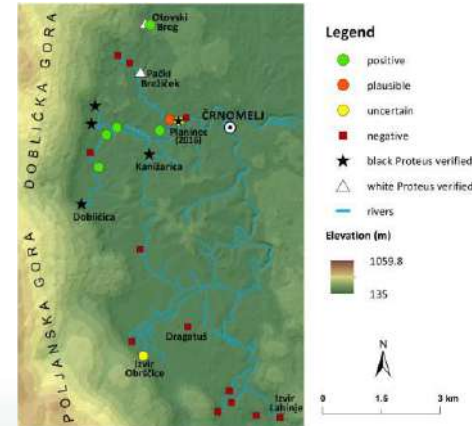 DOBLIČKA GORA
POLJANSKA GORA
Otovski
Breg
Pački
Brežiček
ČRNOMELJ
Planinec
(2016)
Kanižarica
Dobličica
Dragatuš
Izvir
Obrščice
Izvir
Lahinje
Legend
positive
plausible
uncertain
negative
black Proteus verified
white Proteus verified
rivers
Elevation (m)
1059.8
135
N
0 1.5 3 km